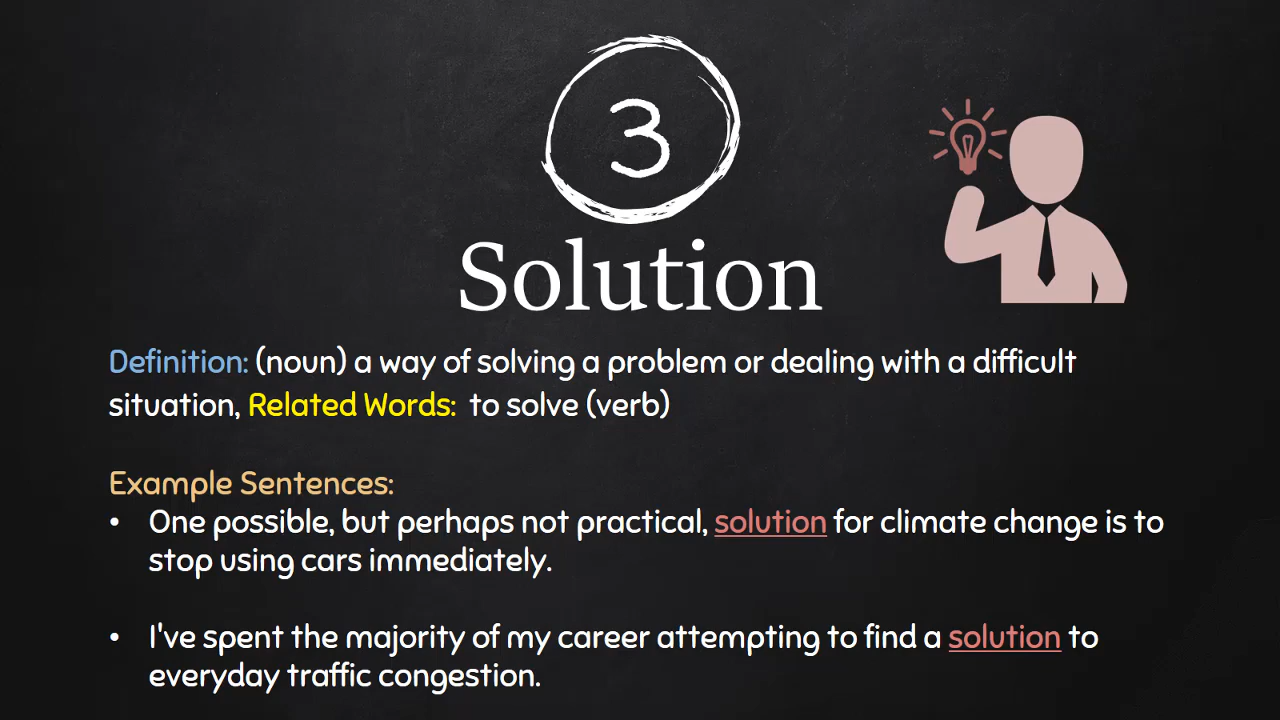 3
Solution
Definition: (noun) a way of solving a problem or dealing with a difficult
situation, Related Words: to solve (verb)
Example Sentences:
• One possible, but perhaps not practical, solution for climate change is to
stop using cars immediately.
• I've spent the majority of my career attempting to find a solution to
everyday traffic congestion.